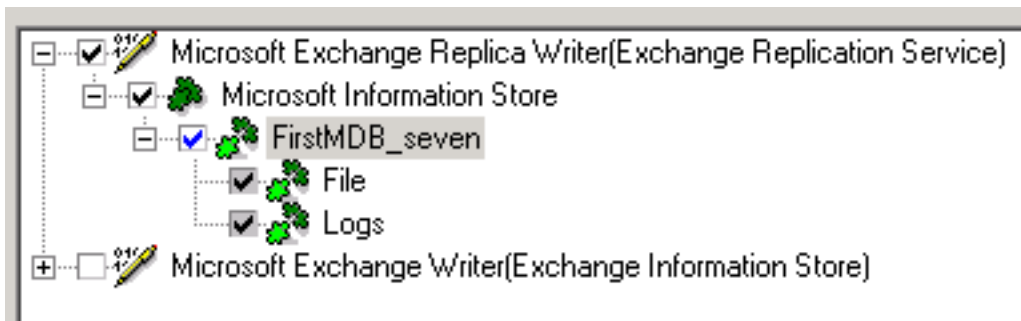 Microsoft Exchange Replica Writer(Exchange Replication Service)
Microsoft Information Store
FirstMDB_seven
File
Logs
Microsoft Exchange Writer(Exchange Information Store)